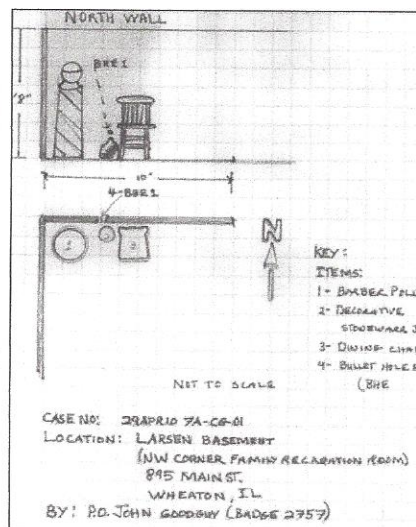 NORTH WALL
BHE 1
8"
10'
4-BHE 1
1
3
N
KEY:
ITEMS:
1- BARBER POLE
2- DECORATIVE
STONEWARE J
3- DINING CHAI
4- BULLET HOLE E
(BHE
NOT TO SCALE
CASE NO: 29APR10 7A-CG-01
LOCATION: LARSEN BASEMENT
(NW CORNER FAMILY RECREATION ROOM)
895 MAIN ST.
WHEATON, IL
BY: P.O. JOHN GOODGUY (BADGE 2757)